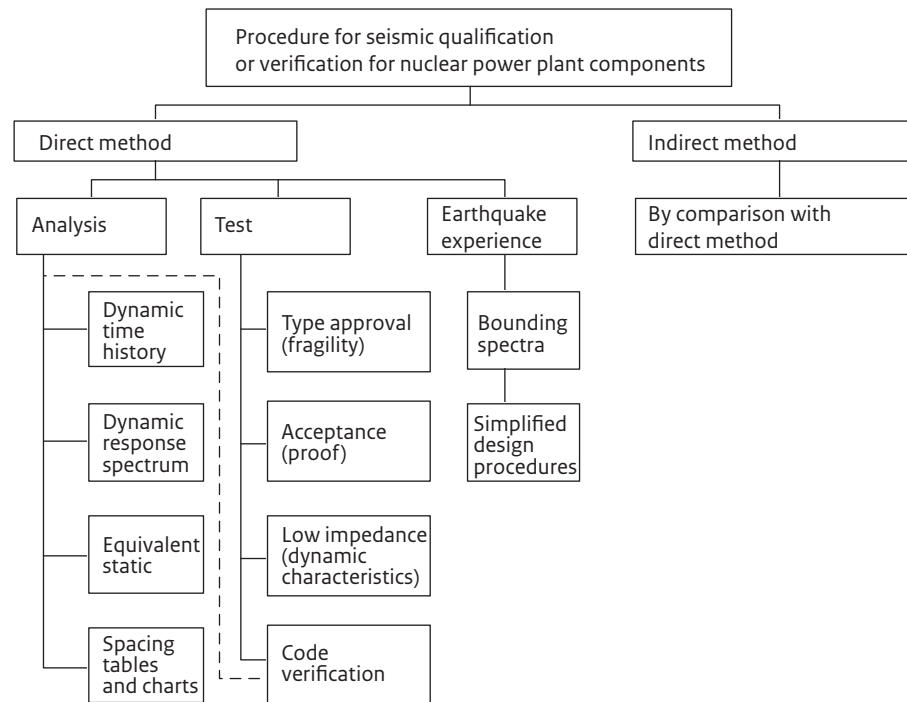 Procedure for seismic qualification
or verification for nuclear power plant components
Direct method
Indirect method
Analysis
Test
Earthquake
experience
By comparison with
direct method
Dynamic
time
history
Type approval
(fragility)
Bounding
spectra
Dynamic
response
spectrum
Acceptance
(proof)
Simplified
design
procedures
Equivalent
static
Low impedance
(dynamic
characteristics)
Spacing
tables
and charts
Code
verification